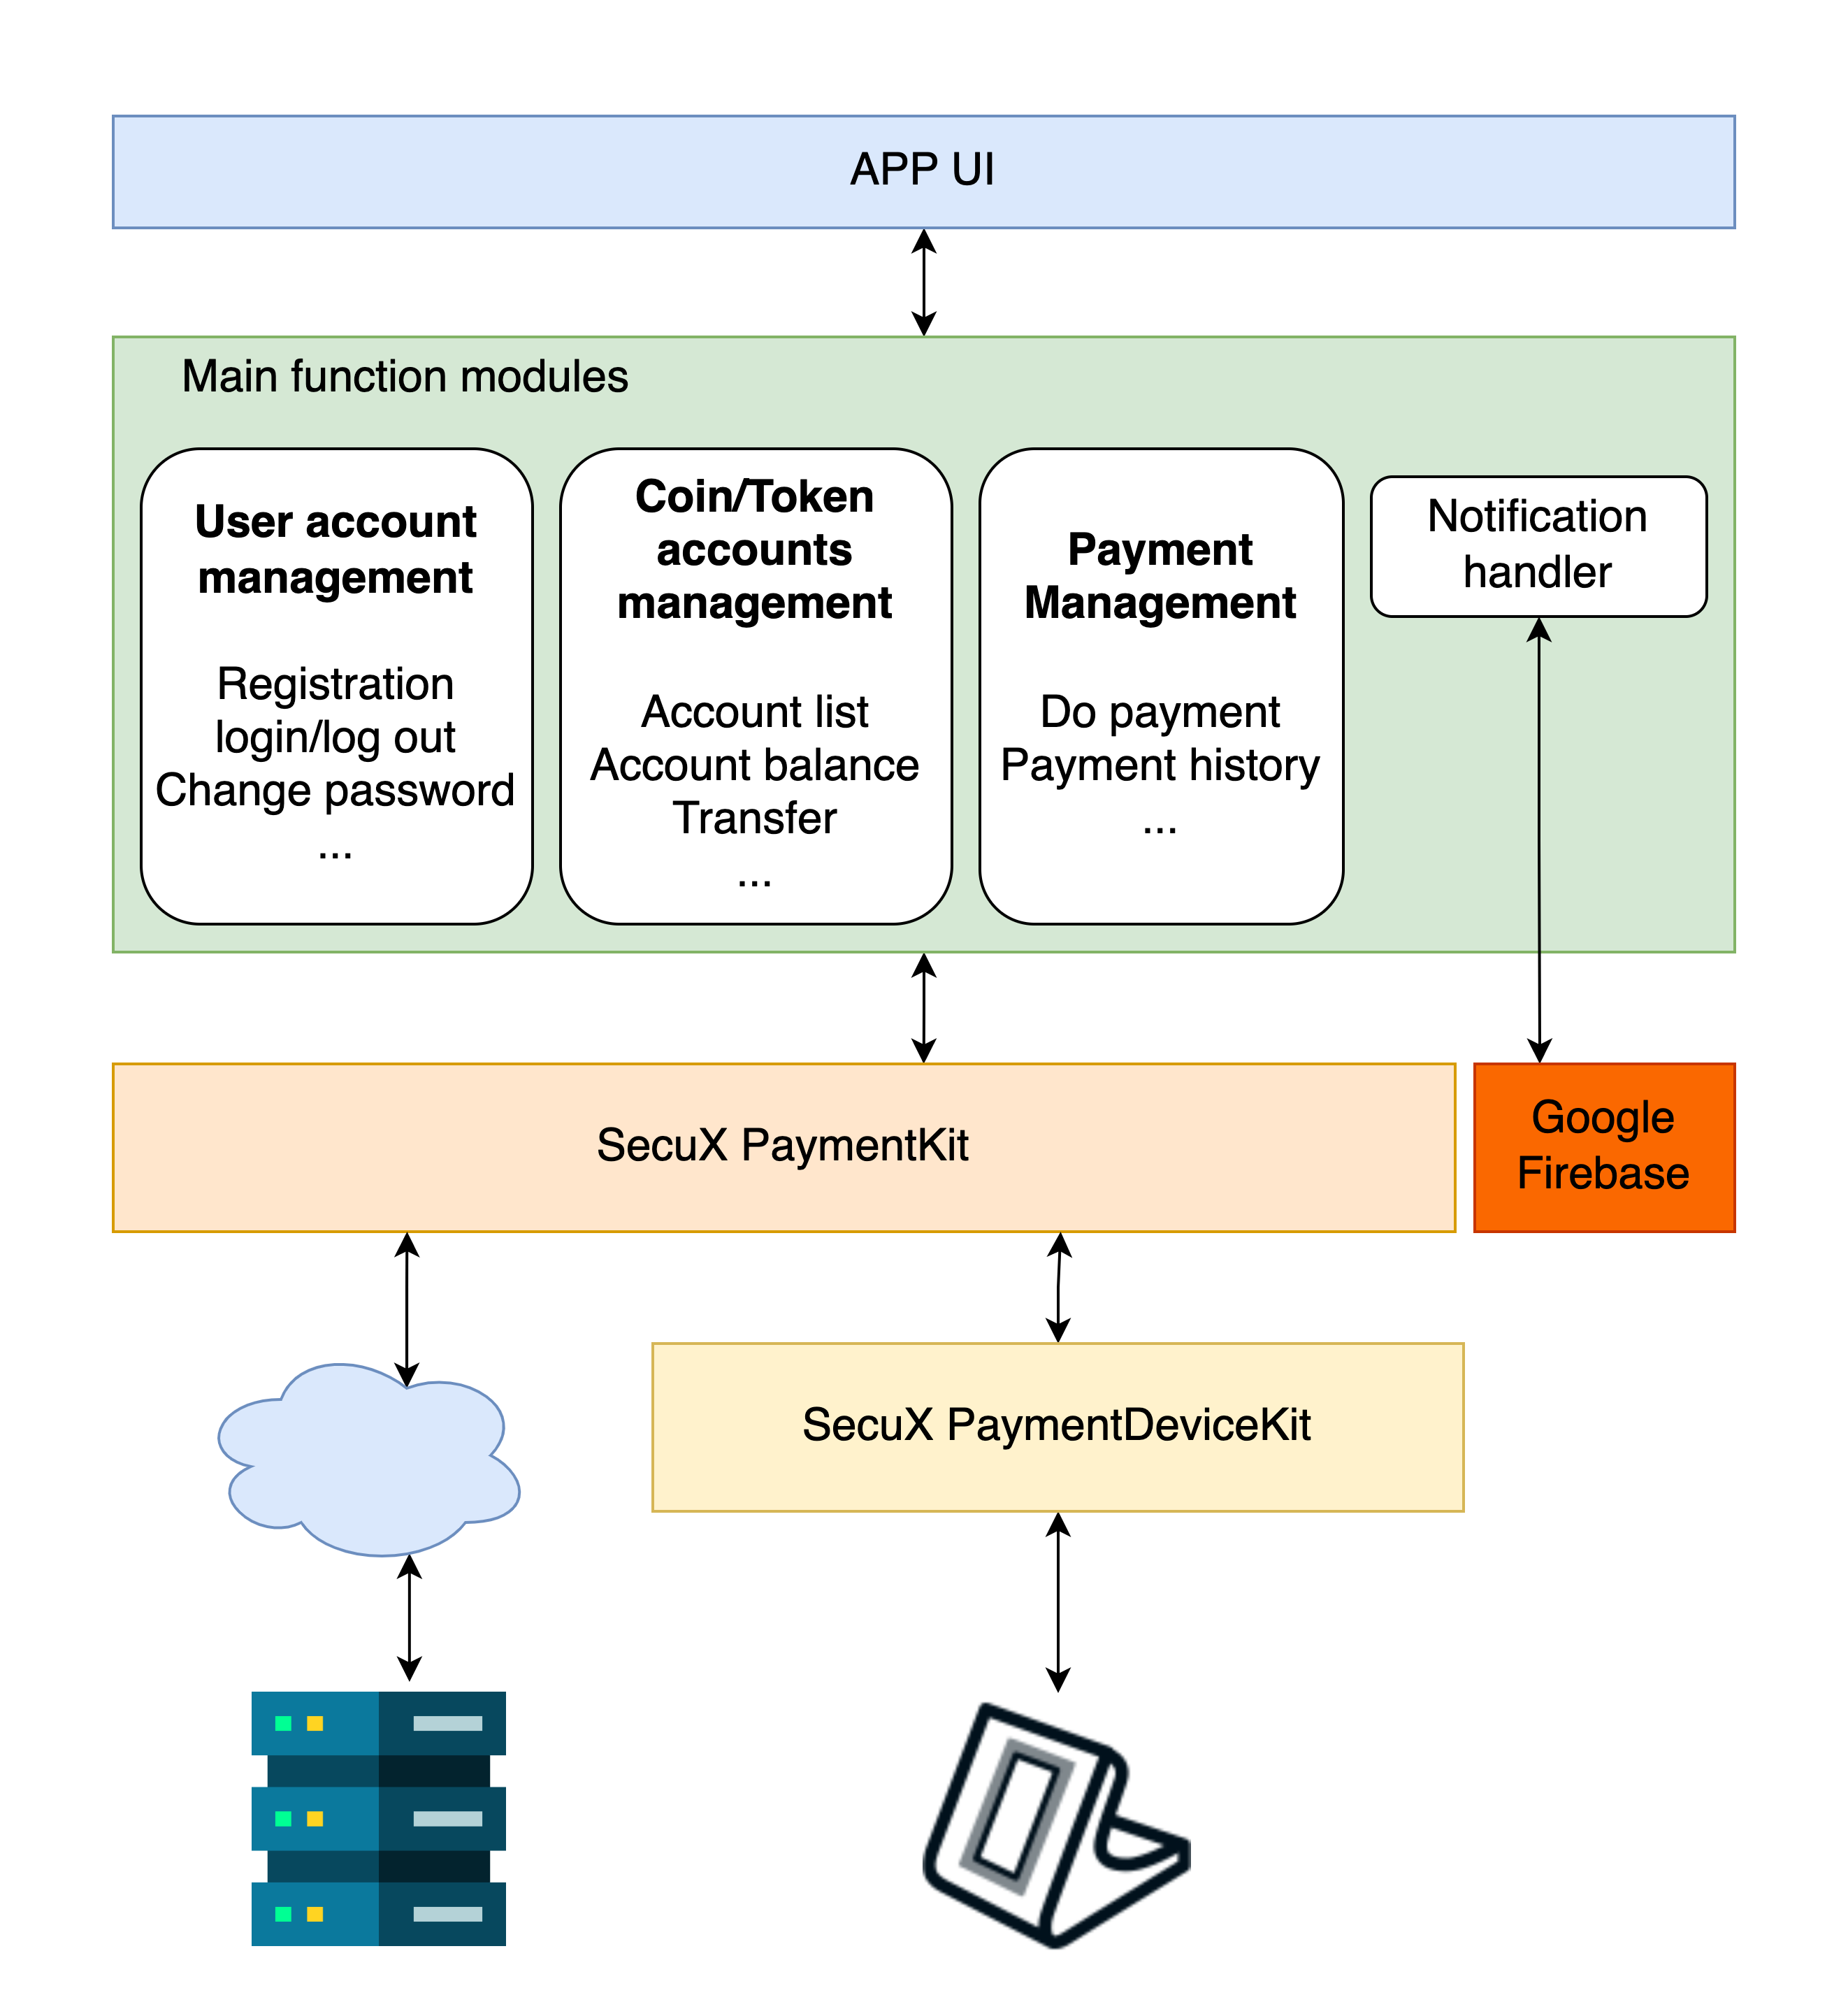 APP UI
Main function modules
User account
management
Registration
login/log out
Change password
...
Coin/Token
accounts
management
Account list
Account balance
Transfer
...
Payment
Management
Do payment
Payment history
...
Notification
handler
SecuX PaymentKit
Google
Firebase
SecuX PaymentDeviceKit